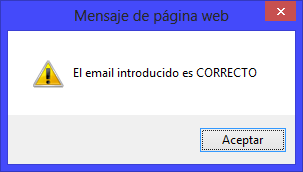 Mensaje de página web
El email introducido es CORRECTO
Aceptar